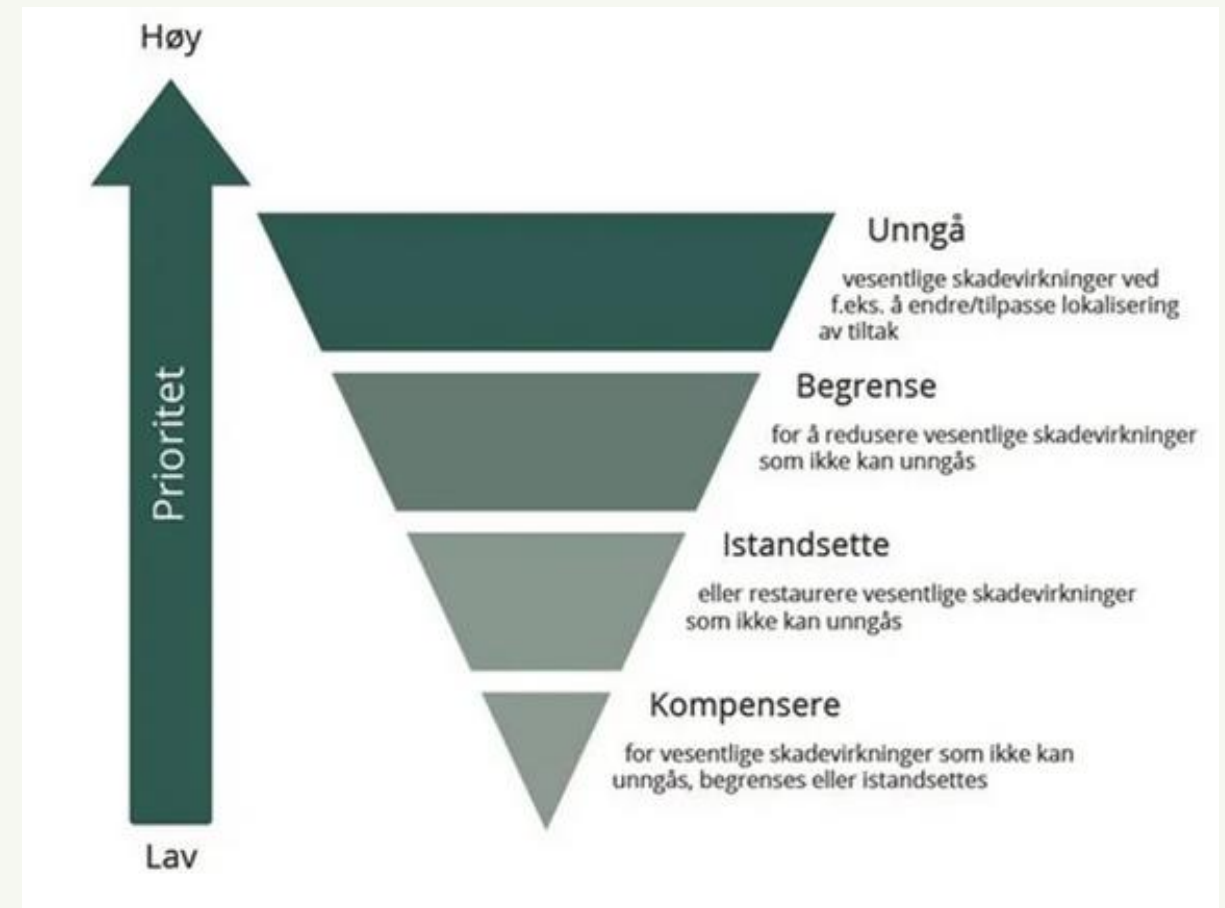 Høy
Prioritet
Lav
Unngå
vesentlige skadevirkninger ved
f.eks. å endre/tilpasse lokalisering
av tiltak
Begrense
for å redusere vesentlige skadevirkninger
som ikke kan unngås
Istandsette
eller restaurere vesentlige skadevirkninger
som ikke kan unngås
Kompensere
for vesentlige skadevirkninger som ikke kan
unngås, begrenses eller istandsettes